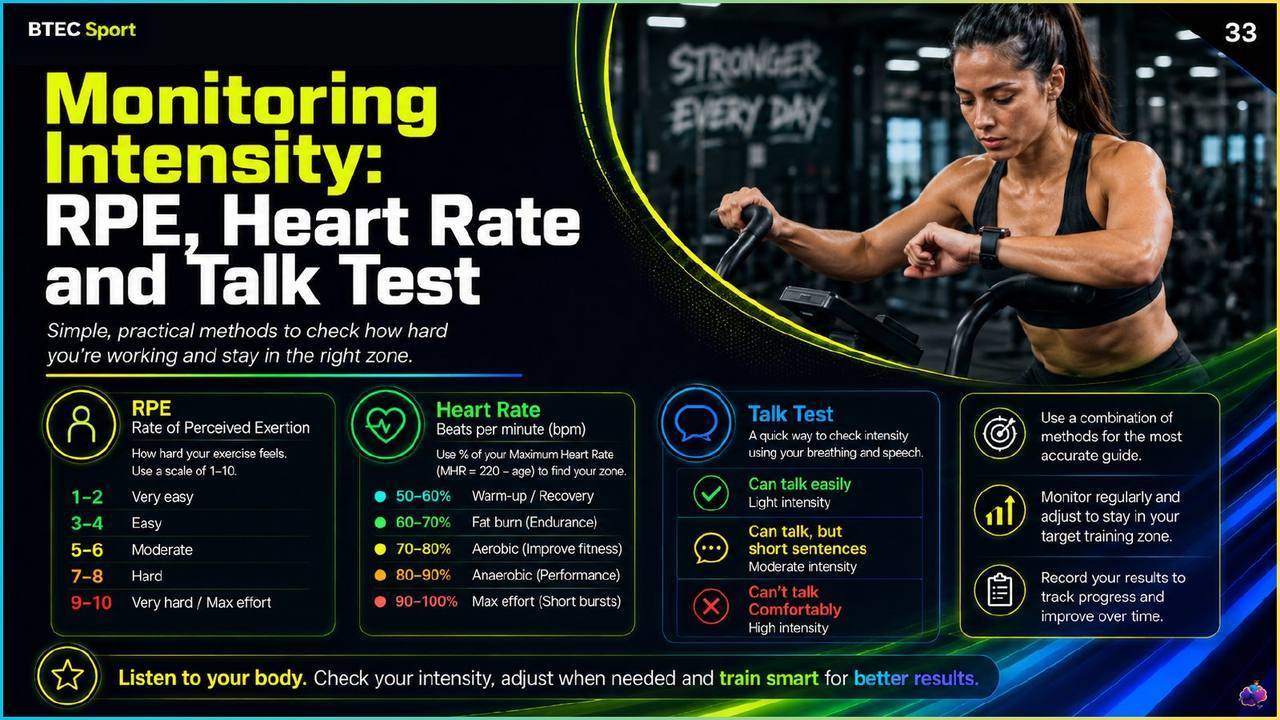 BTEC Sport
33
Monitoring
Intensity:
RPE, Heart Rate
and Talk Test
Simple, practical methods to check how hard
you're working and stay in the right zone.
STRONGER
EVERY DAY.
RPE
Rate of Perceived Exertion
How hard your exercise feels.
Use a scale of 1–10.
1–2 Very easy
3–4 Easy
5–6 Moderate
7–8 Hard
9–10 Very hard / Max effort
Heart Rate
Beats per minute (bpm)
Use % of your Maximum Heart Rate
(MHR = 220 – age) to find your zone.
50–60% Warm-up / Recovery
60–70% Fat burn (Endurance)
70–80% Aerobic (Improve fitness)
80–90% Anaerobic (Performance)
90–100% Max effort (Short bursts)
Talk Test
A quick way to check intensity
using your breathing and speech.
Can talk easily
Light intensity
Can talk, but
short sentences
Moderate intensity
Can't talk
Comfortably
High intensity
Use a combination of
methods for the most
accurate guide.
Monitor regularly and
adjust to stay in your
target training zone.
Record your results to
track progress and
improve over time.
Listen to your body. Check your intensity, adjust when needed and train smart for better results.